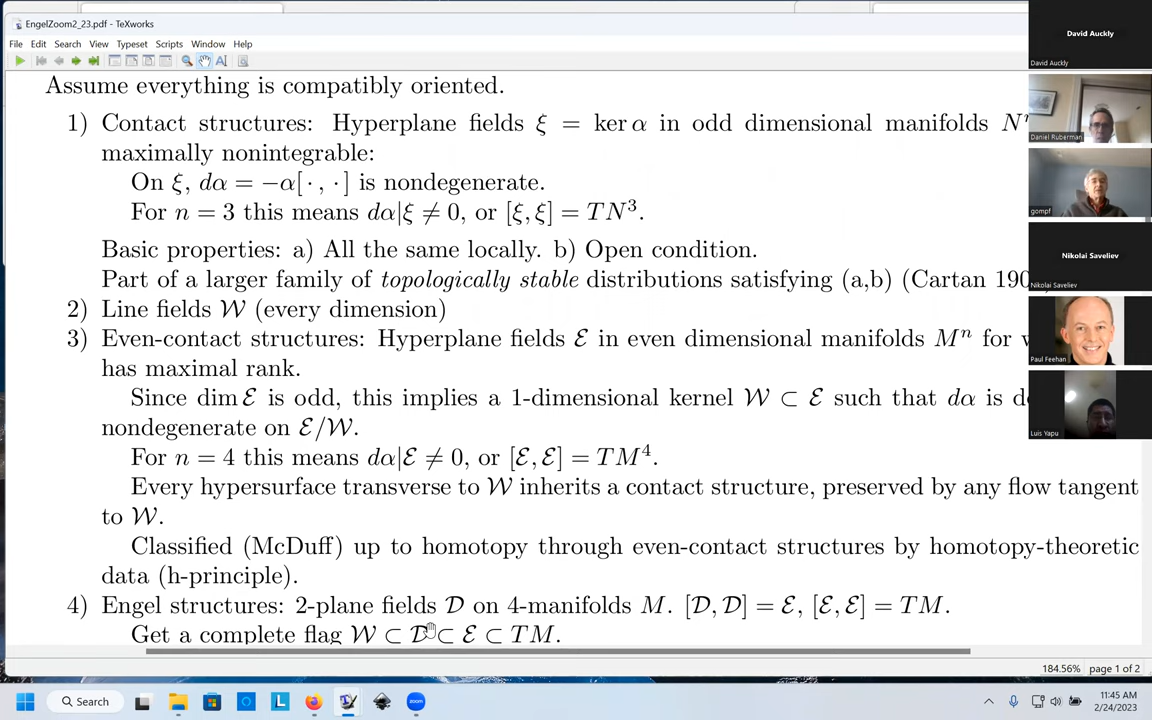 EngelZoom2_23.pdf - TeXworks
File Edit Search View Typeset Scripts Window Help
Assume everything is compatibly oriented.
1) Contact structures: Hyperplane fields ξ = ker α in odd dimensional manifolds N
maximally nonintegrable:
On ξ, dα = −α[· , ·] is nondegenerate.
For n = 3 this means dα|ξ ≠ 0, or [ξ, ξ] = TN³.
Basic properties: a) All the same locally. b) Open condition.
Part of a larger family of topologically stable distributions satisfying (a,b) (Cartan 190
2) Line fields 𝒲 (every dimension)
3) Even-contact structures: Hyperplane fields ℰ in even dimensional manifolds Mⁿ for
has maximal rank.
Since dim ℰ is odd, this implies a 1-dimensional kernel 𝒲 ⊂ ℰ such that dα is
nondegenerate on ℰ/𝒲.
For n = 4 this means dα|ℰ ≠ 0, or [ℰ, ℰ] = TM⁴.
Every hypersurface transverse to 𝒲 inherits a contact structure, preserved by any flow tangent
to 𝒲.
Classified (McDuff) up to homotopy through even-contact structures by homotopy-theoretic
data (h-principle).
4) Engel structures: 2-plane fields 𝒟 on 4-manifolds M. [𝒟, 𝒟] = ℰ, [ℰ, ℰ] = TM.
Get a complete flag 𝒲 ⊂ 𝒟 ⊂ ℰ ⊂ TM.
184.56% page 1 of 2
David Auckly
David Auckly
Daniel Ruberman
gompf
Nikolai Saveliev
Nikolai Saveliev
Paul Feehan
Luis Yapu
Search
L
zoom
11:45 AM
2/24/2023